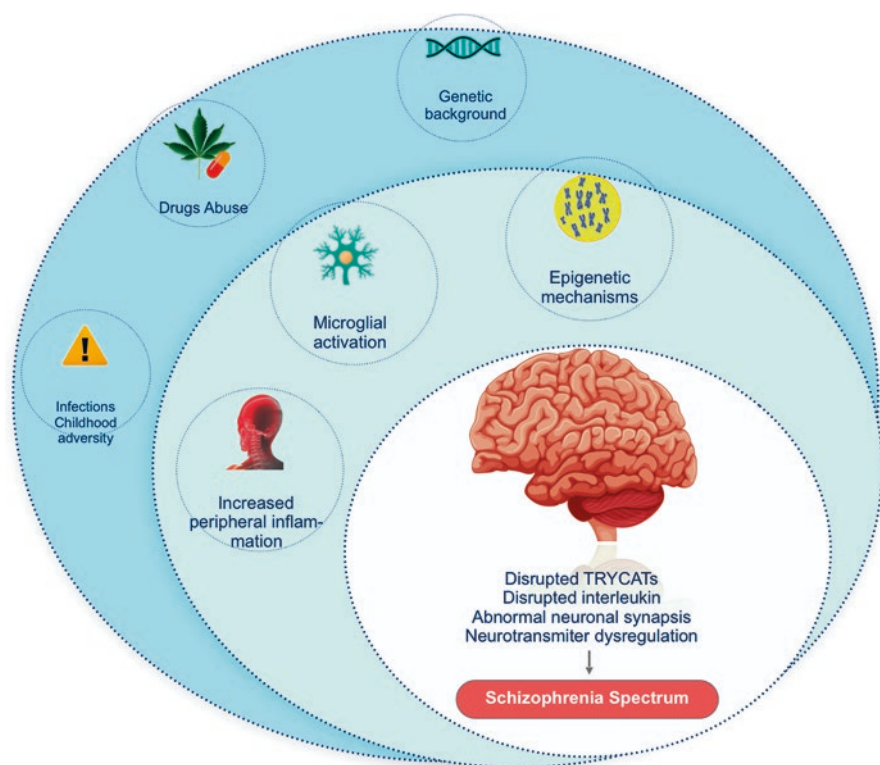 Genetic
background
Drugs Abuse
Epigenetic
mechanisms
Microglial
activation
Infections
Childhood
adversity
Increased
peripheral inflam-
mation
Disrupted TRYCATs
Disrupted interleukin
Abnormal neuronal synapsis
Neurotransmiter dysregulation
Schizophrenia Spectrum